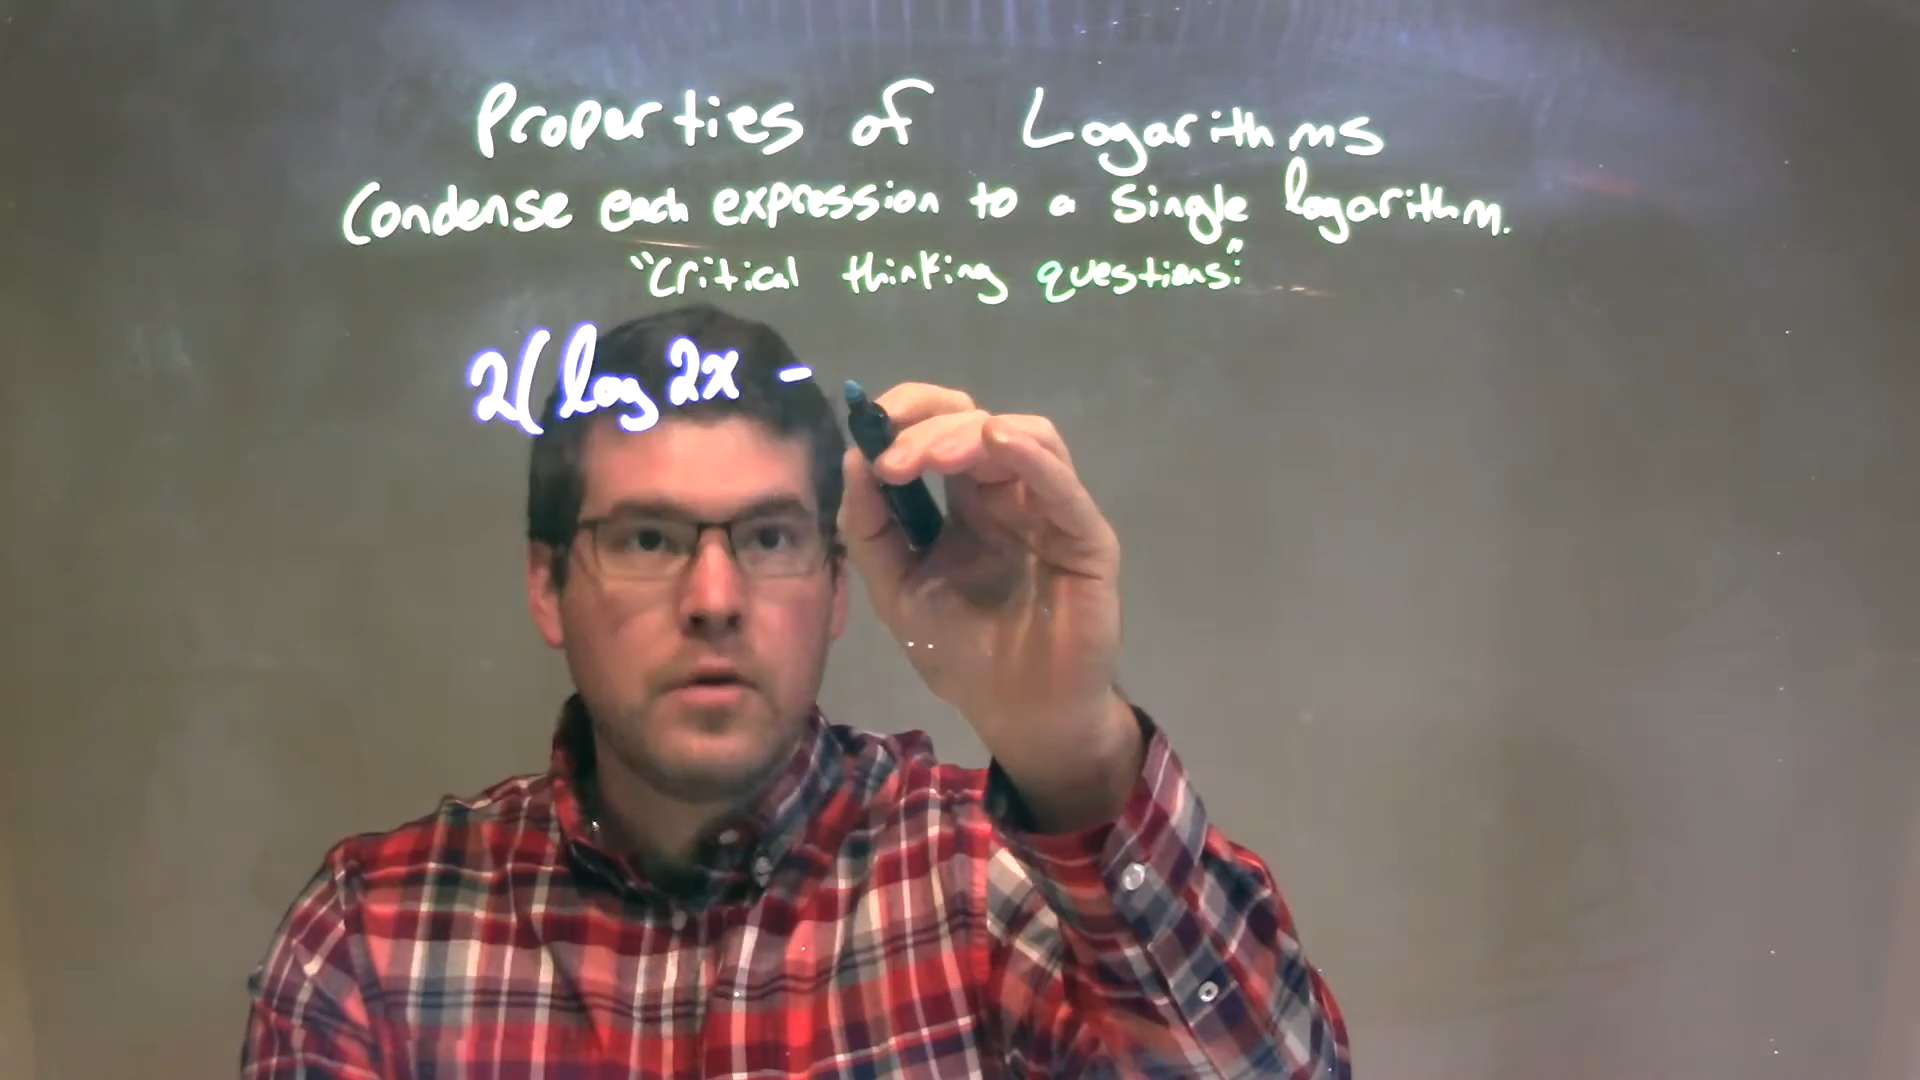 Properties of Logarithms
Condense each expression to a single logarithm.
"Critical thinking questions:"
2(log 2x -